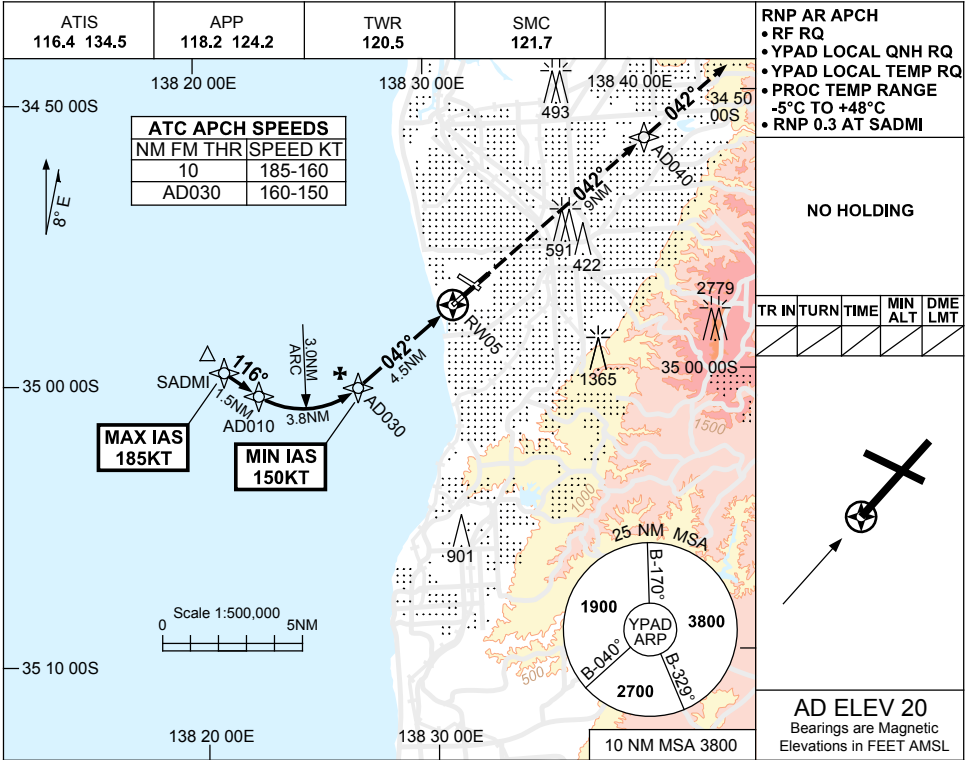 ATIS
116.4 134.5
APP
118.2 124.2
TWR
120.5
SMC
121.7
RNP AR APCH
• RF RQ
• YPAD LOCAL QNH RQ
• YPAD LOCAL TEMP RQ
• PROC TEMP RANGE
-5°C TO +48°C
• RNP 0.3 AT SADMI
138 20 00E
138 30 00E
138 40 00E
34 50 00S
34 50
00S
ATC APCH SPEEDS
NM FM THR SPEED KT
10 185-160
AD030 160-150
8° E
493
042°
AD040
042°
9NM
591
422
2779
NO HOLDING
TR IN TURN TIME MIN ALT DME LMT
RW05
042°
4.5NM
3.0NM
ARC
116°
SADMI
1.5NM
AD010
3.8NM
AD030
1365
35 00 00S
35 00 00S
1500
MAX IAS
185KT
MIN IAS
150KT
1000
901
25 NM MSA
B-170°
1900
YPAD
ARP
3800
B-040°
B-329°
2700
500
Scale 1:500,000
0 5NM
35 10 00S
138 20 00E
138 30 00E
10 NM MSA 3800
AD ELEV 20
Bearings are Magnetic
Elevations in FEET AMSL